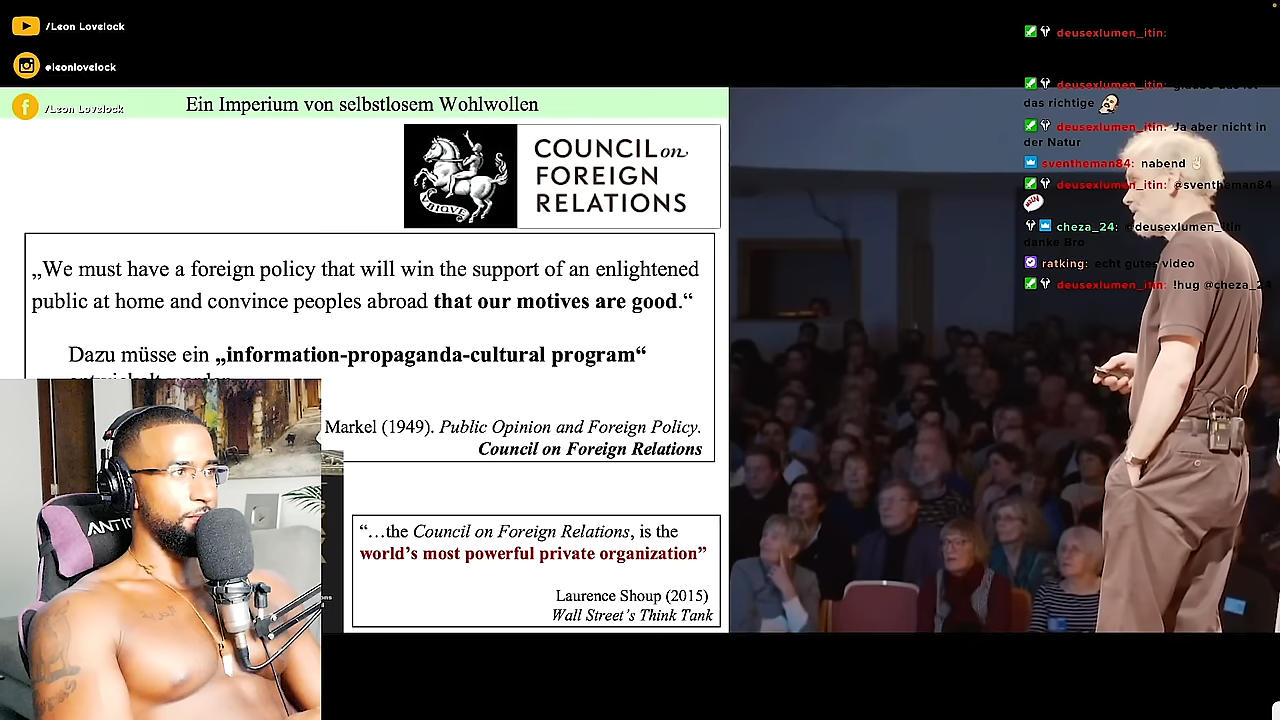 /Leon Lovelock
@leonlovelock
/Leon Lovelock
Ein Imperium von selbstlosem Wohlwollen
COUNCIL on
FOREIGN
RELATIONS
„We must have a foreign policy that will win the support of an enlightened
public at home and convince peoples abroad that our motives are good.“
Dazu müsse ein „information-propaganda-cultural program“
Markel (1949). Public Opinion and Foreign Policy.
Council on Foreign Relations
“…the Council on Foreign Relations, is the
world’s most powerful private organization”
Laurence Shoup (2015)
Wall Street’s Think Tank
deusexlumen_itin:
deusexlumen_itin: glaube das ist
das richtige
deusexlumen_itin: Ja aber nicht in
der Natur
sventheman84: nabend
deusexlumen_itin: @sventheman84
cheza_24: @deusexlumen_itin
danke Bro
ratking: echt gutes video
deusexlumen_itin: !hug @cheza_24